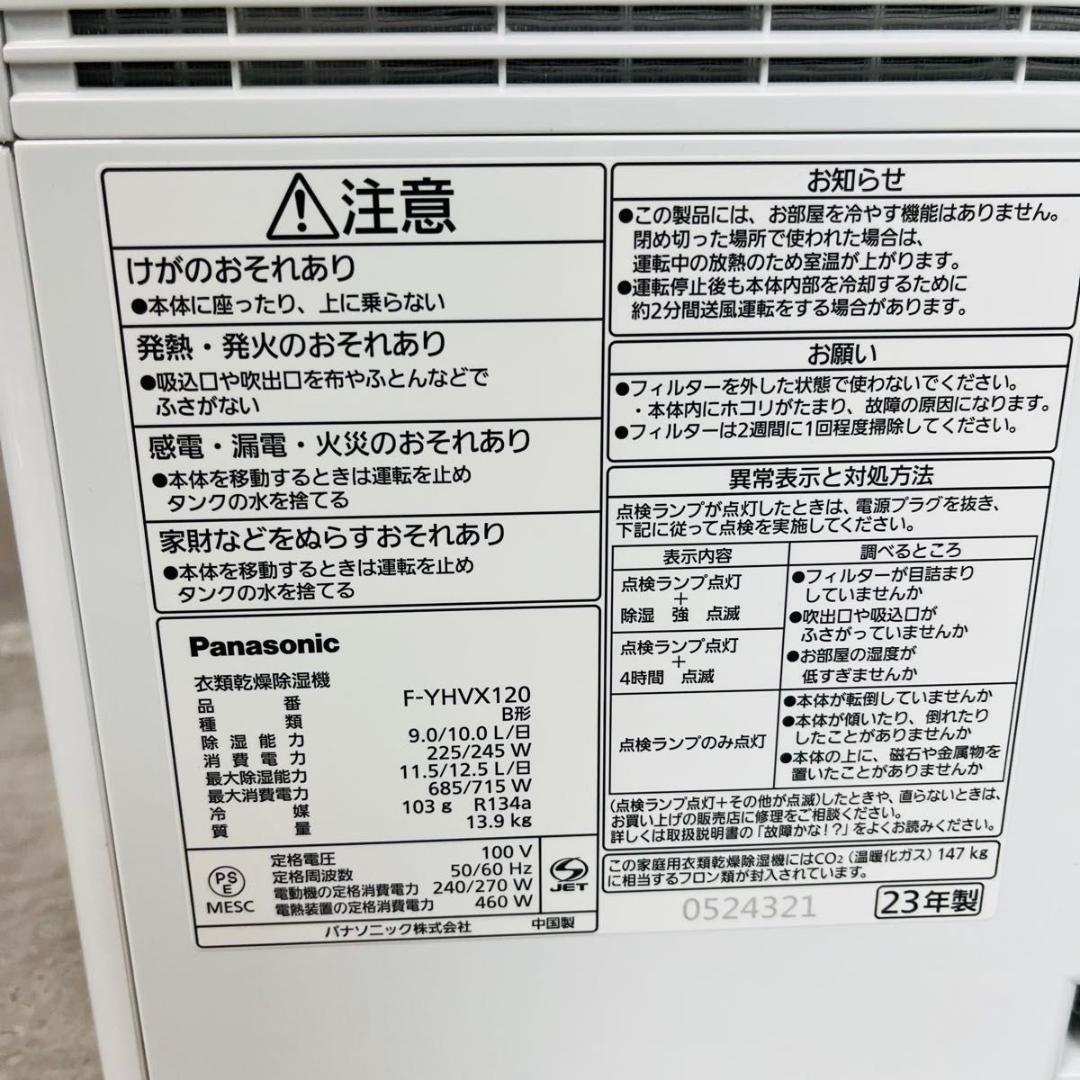 注意
けがのおそれあり
●本体に座ったり、上に乗らない
発熱・発火のおそれあり
●吸込口や吹出口を布やふとんなどで
ふさがない
感電・漏電・火災のおそれあり
●本体を移動するときは運転を止め
タンクの水を捨てる
家財などをぬらすおそれあり
●本体を移動するときは運転を止め
タンクの水を捨てる
Panasonic
衣類乾燥除湿機
品番 F-YHVX120
種類 B形
除湿能力 9.0/10.0 L/日
消費電力 225/245 W
最大除湿能力 11.5/12.5 L/日
最大消費電力 685/715 W
冷媒 103 g R134a
質量 13.9 kg
PS
E
MESC
定格電圧 100 V
定格周波数 50/60 Hz
電動機の定格消費電力 240/270 W
電熱装置の定格消費電力 460 W
JET
パナソニック株式会社 中国製
お知らせ
●この製品には、お部屋を冷やす機能はありません。
閉め切った場所で使われた場合は、
運転中の放熱のため室温が上がります。
●運転停止後も本体内部を冷却するために
約2分間送風運転をする場合があります。
お願い
●フィルターを外した状態で使わないでください。
・本体内にホコリがたまり、故障の原因になります。
●フィルターは2週間に1回程度掃除してください。
異常表示と対処方法
点検ランプが点灯したときは、電源プラグを抜き、
下記に従って点検を実施してください。
表示内容 調べるところ
点検ランプ点灯
+
除湿 強 点滅
点検ランプ点灯
+
4時間 点滅
●フィルターが目詰まり
していませんか
●吹出口や吸込口が
ふさがっていませんか
●お部屋の湿度が
低すぎませんか
点検ランプのみ点灯
●本体が転倒していませんか
●本体が傾いたり、倒れたり
したことがありませんか
●本体の上に、磁石や金属物を
置いたことがありませんか
(点検ランプ点灯+その他が点滅)したときや、直らないときは、
お買い上げの販売店に修理をご相談ください。
詳しくは取扱説明書の「故障かな!?」をよくお読みください。
この家庭用衣類乾燥除湿機にはCO₂(温暖化ガス)147 kg
に相当するフロン類が封入されています。
0524321
23年製